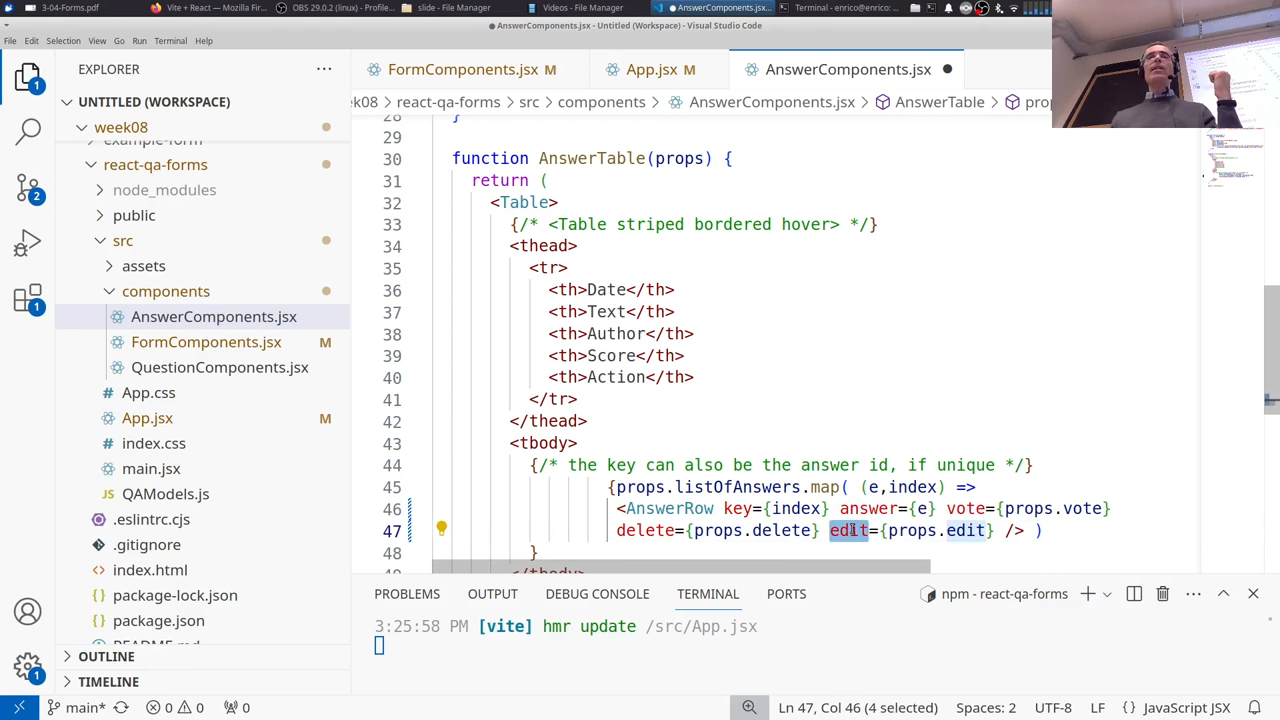 3-04-Forms.pdf
week08 - File Manager
Vite + React — Mozilla Fi...
OBS 29.0.2 (linux) - Profile...
slide - File Manager
Videos - File Manager
AnswerComponents.jsx...
Terminal - enrico@enrico:...
AnswerComponents.jsx - Untitled (Workspace) - Visual Studio Code
File Edit Selection View Go Run Terminal Help
EXPLORER
UNTITLED (WORKSPACE)
week08
example-form
react-qa-forms
node_modules
public
src
assets
components
AnswerComponents.jsx
FormComponents.jsx M
QuestionComponents.jsx
App.css
App.jsx M
index.css
main.jsx
QAModels.js
.eslintrc.cjs
.gitignore
index.html
package-lock.json
package.json
README.md
OUTLINE
TIMELINE
FormComponents.jsx M
App.jsx M
AnswerComponents.jsx
ek08 > react-qa-forms > src > components > AnswerComponents.jsx > AnswerTable > pro
28 }
29
30 function AnswerTable(props) {
31 return
32 <Table>
33 {/* <Table striped bordered hover> */}
34 <thead>
35 <tr>
36 <th>Date</th>
37 <th>Text</th>
38 <th>Author</th>
39 <th>Score</th>
40 <th>Action</th>
41 </tr>
42 </thead>
43 <tbody>
44 {/* the key can also be the answer id, if unique */}
45 {props.listOfAnswers.map( (e,index) =>
46 <AnswerRow key={index} answer={e} vote={props.vote}
47 delete={props.delete} edit={props.edit} /> )
48 }
49 </tbody>
PROBLEMS OUTPUT DEBUG CONSOLE TERMINAL PORTS
npm - react-qa-forms
3:25:58 PM [vite] hmr update /src/App.jsx
main* 0 0 0
Ln 47, Col 46 (4 selected) Spaces: 2 UTF-8 LF {} JavaScript JSX